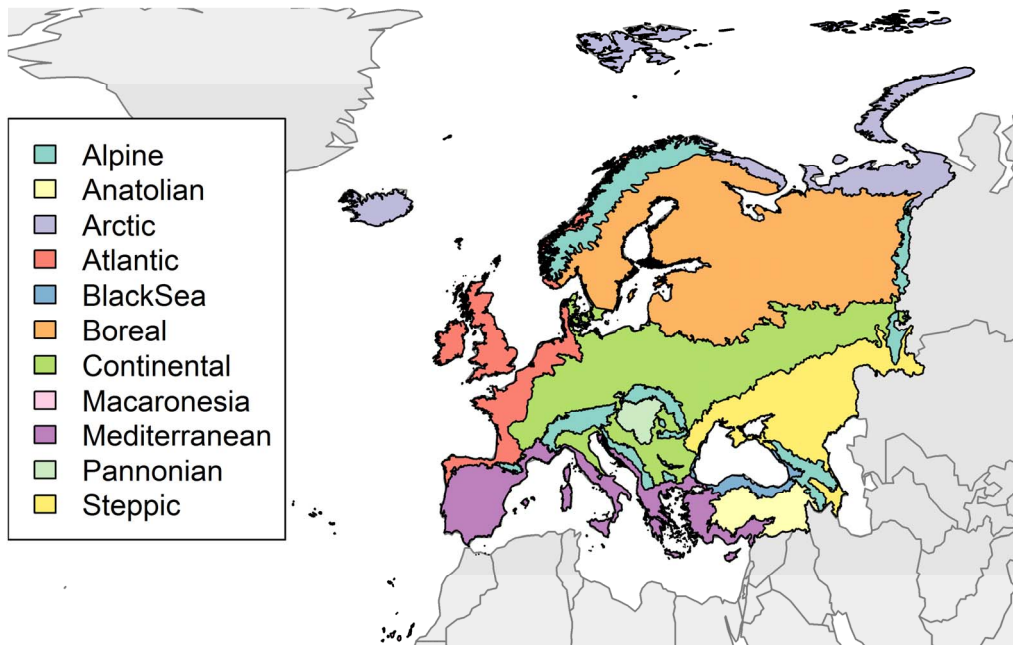 Alpine
Anatolian
Arctic
Atlantic
BlackSea
Boreal
Continental
Macaronesia
Mediterranean
Pannonian
Steppic